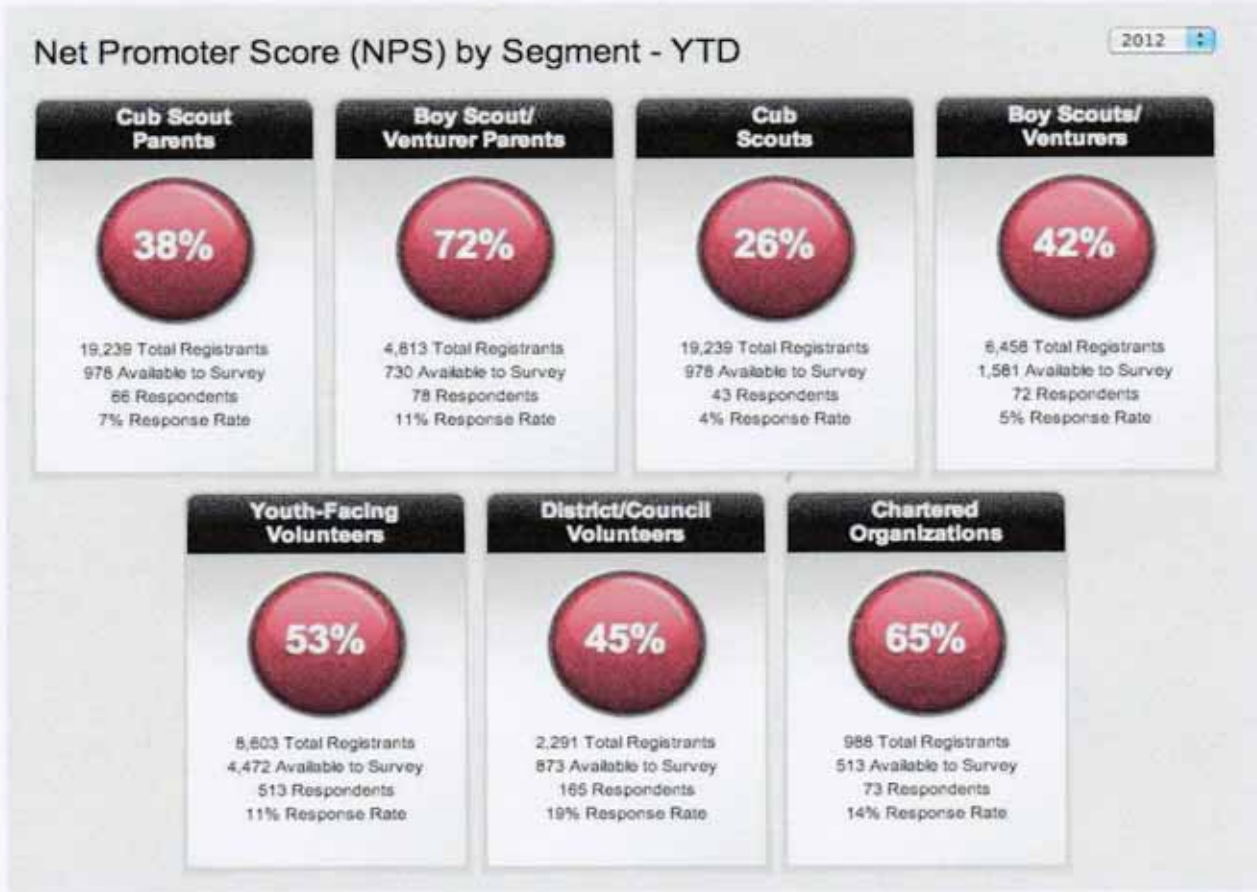 Net Promoter Score (NPS) by Segment - YTD
2012
Cub Scout
Parents
38%
19,239 Total Registrants
978 Available to Survey
66 Respondents
7% Response Rate
Boy Scout/
Venturer Parents
72%
Total Registrants
730 Available to Survey
78 Respondents
11% Response Rate
Cub
Scouts
26%
19,239 Total Registrants
978 Available to Survey
43 Respondents
4% Response Rate
Boy Scouts/
Venturers
42%
6,458 Total Registrants
1,581 Available to Survey
72 Respondents
5% Response Rate
Youth-Facing
Volunteers
53%
8,603 Total Registrants
4,472 Available to Survey
513 Respondents
11% Response Rate
District/Council
Volunteers
45%
2,291 Total Registrants
873 Available to Survey
165 Respondents
19% Response Rate
Chartered
Organizations
65%
988 Total Registrants
513 Available to Survey
73 Respondents
14% Response Rate